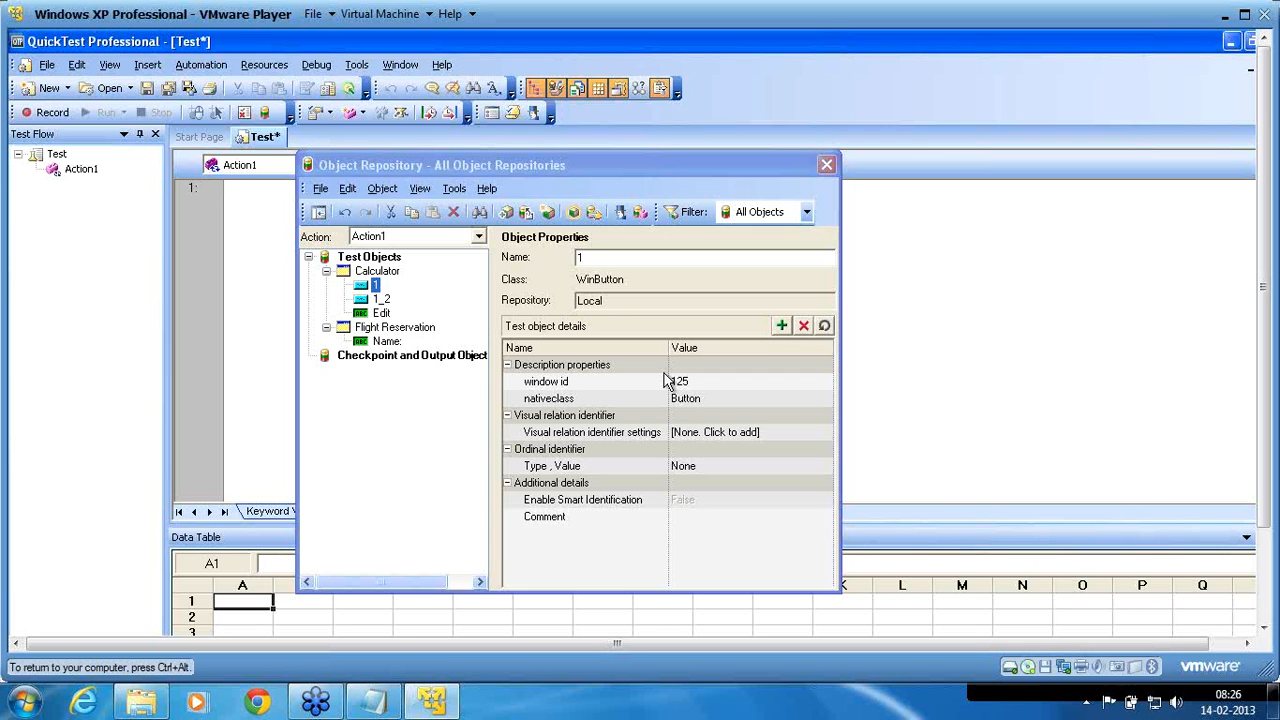 Windows XP Professional - VMware Player File Virtual Machine Help
QuickTest Professional - [Test*]
File Edit View Insert Automation Resources Debug Tools Window Help
New Open
Record Run Stop
Test Flow
Start Page Test*
Test
Action1
Action1
1:
Object Repository - All Object Repositories
File Edit Object View Tools Help
Filter: All Objects
Action: Action1
Test Objects
Calculator
1
1_2
Edit
Flight Reservation
Name:
Checkpoint and Output Object
Object Properties
Name: 1
Class: WinButton
Repository: Local
Test object details
Name Value
Description properties
window id 125
nativeclass Button
Visual relation identifier
Visual relation identifier settings [None. Click to add]
Ordinal identifier
Type , Value None
Additional details
Enable Smart Identification False
Comment
Keyword V
Data Table
A1
A K L M N O P Q
1
2
3
To return to your computer, press Ctrl+Alt.
vmware
08:26
14-02-2013